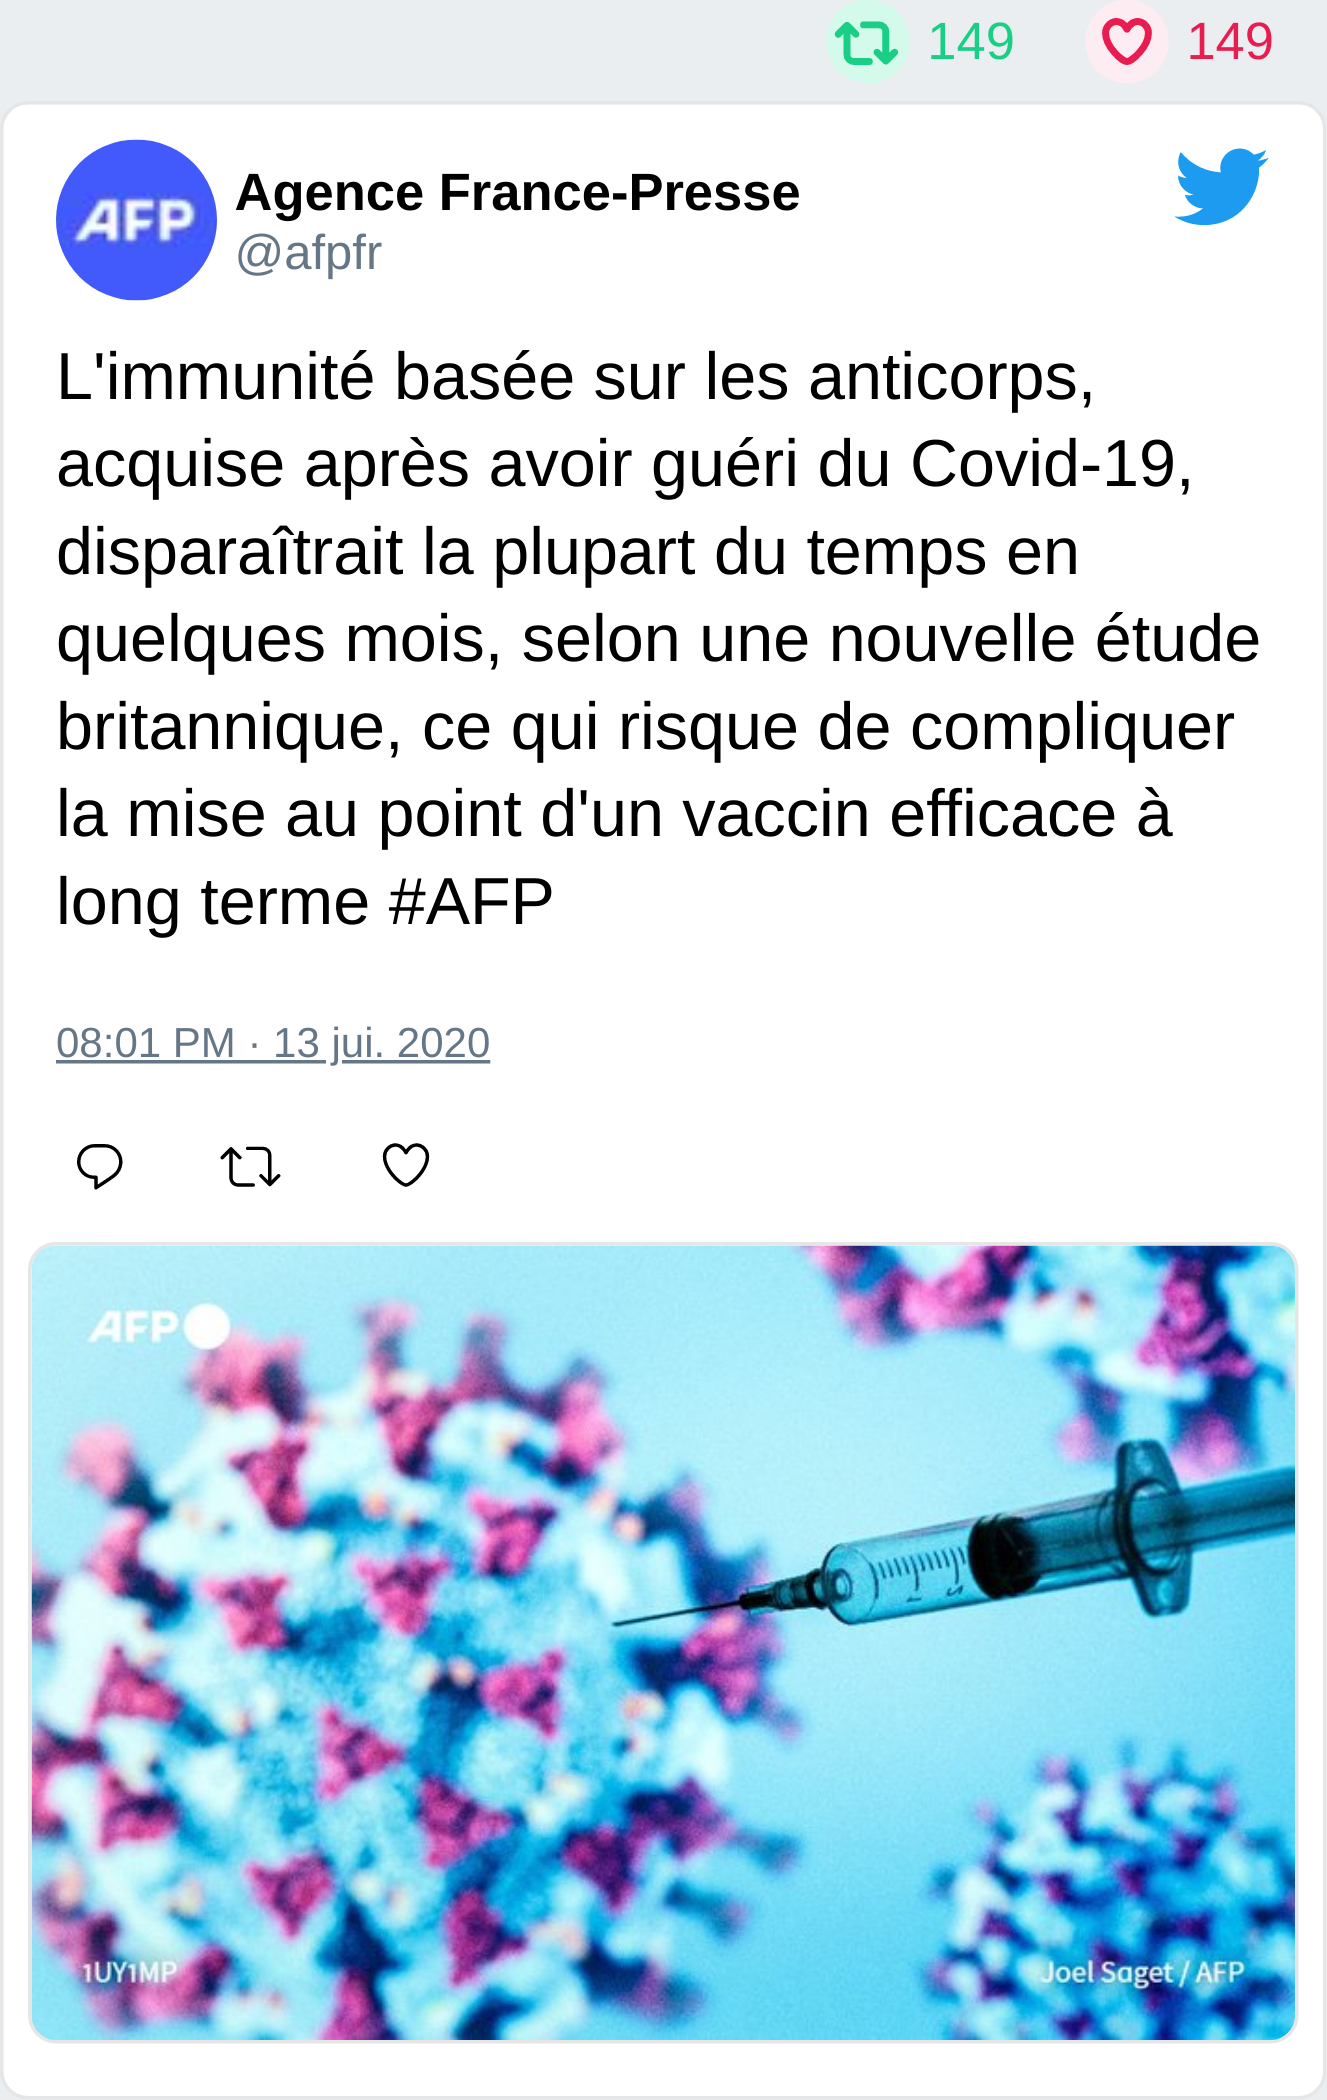 149 149
AFP
Agence France-Presse
@afpfr
L'immunité basée sur les anticorps,
acquise après avoir guéri du Covid-19,
disparaîtrait la plupart du temps en
quelques mois, selon une nouvelle étude
britannique, ce qui risque de compliquer
la mise au point d'un vaccin efficace à
long terme #AFP
08:01 PM · 13 jui. 2020
AFP
1UY1MP
Joel Saget / AFP